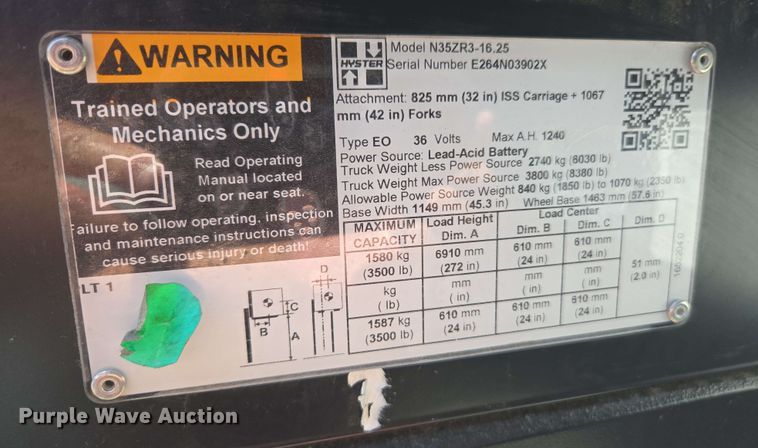 WARNING
Trained Operators and
Mechanics Only
Read Operating
Manual located
on or near seat.
Failure to follow operating, inspection
and maintenance instructions can
cause serious injury or death!
LT 1
HYSTER
Model N35ZR3-16.25
Serial Number E264N03902X
Attachment: 825 mm (32 in) ISS Carriage + 1067
mm (42 in) Forks
Type EO 36 Volts Max A.H. 1240
Power Source: Lead-Acid Battery
Truck Weight Less Power Source 2740 kg (6030 lb)
Truck Weight Max Power Source 3800 kg (8380 lb)
Allowable Power Source Weight 840 kg (1850 lb) to 1070 kg (2350 lb)
Base Width 1149 mm (45.3 in) Wheel Base 1463 mm (57.6 in)
MAXIMUM CAPACITY Load Height Dim. A Load Center Dim. B Dim. C Dim. D
1580 kg (3500 lb) 6910 mm (272 in) 610 mm (24 in) 610 mm (24 in) 51 mm (2.0 in)
kg ( lb) mm ( in) mm ( in) mm ( in)
1587 kg (3500 lb) 610 mm (24 in) 610 mm (24 in) 610 mm (24 in)
D
C
B
A
Purple Wave Auction